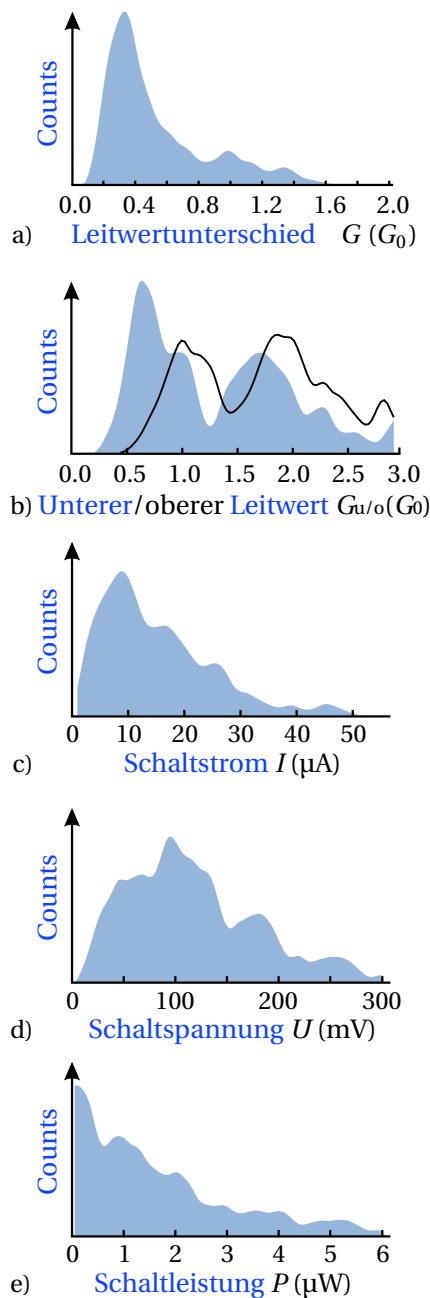 Counts
0.0 0.4 0.8 1.2 1.6 2.0
a) Leitwertunterschied G (G₀)
Counts
0.0 0.5 1.0 1.5 2.0 2.5 3.0
b) Unterer/oberer Leitwert Gu/o(G0)
Counts
0 10 20 30 40 50
c) Schaltstrom I (µA)
Counts
0 100 200 300
d) Schaltspannung U (mV)
Counts
0 1 2 3 4 5 6
e) Schaltleistung P (µW)